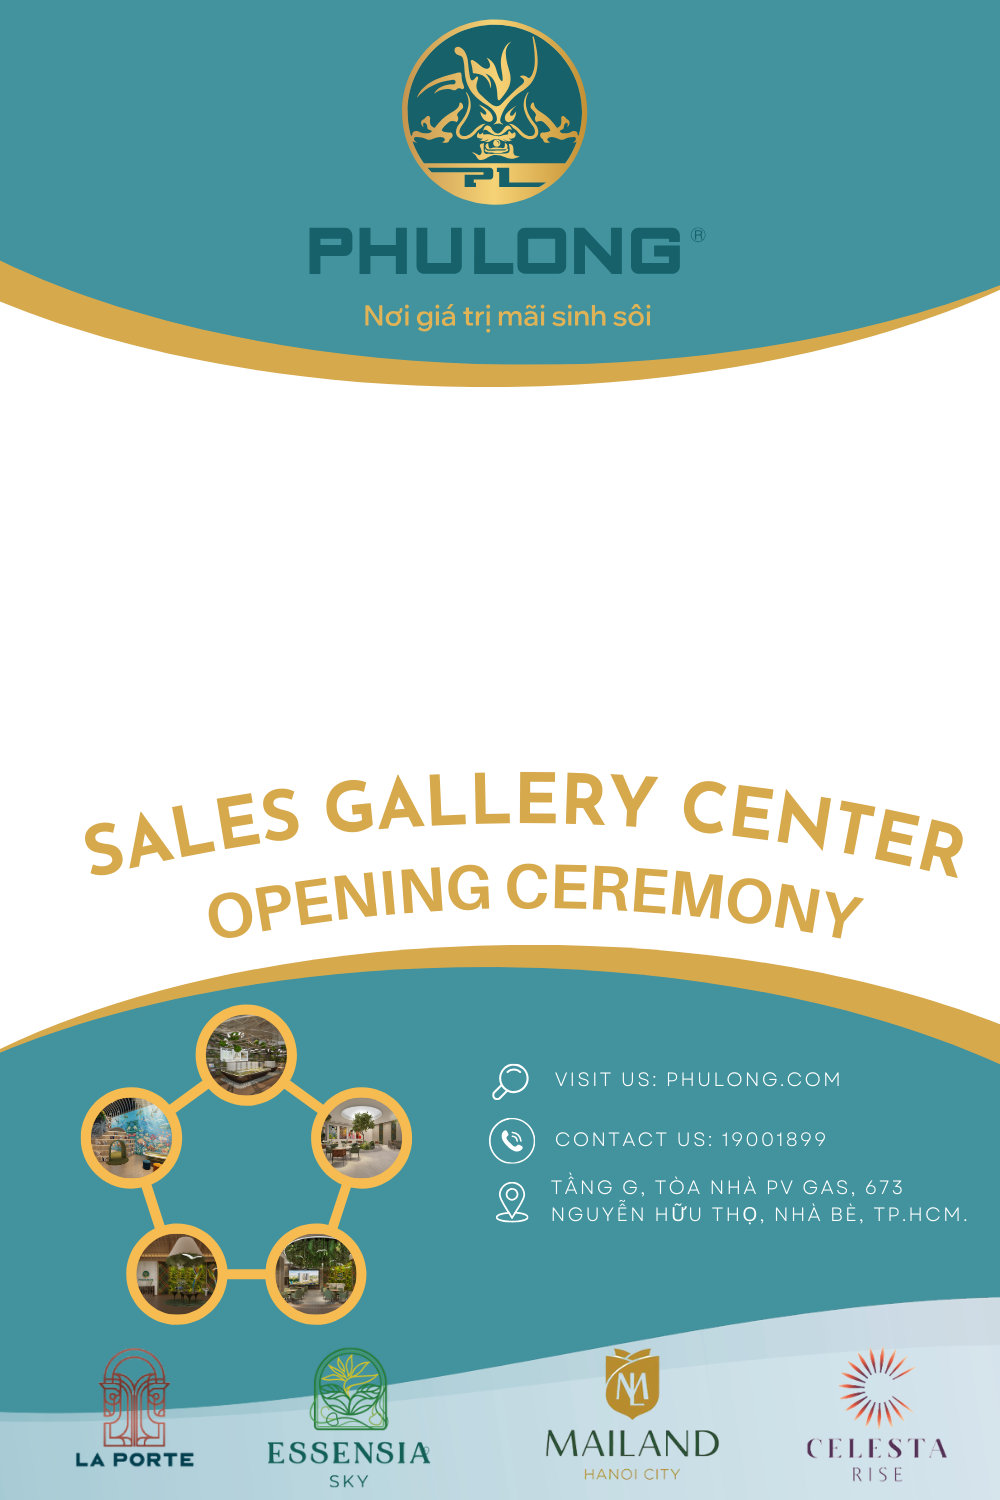 PL
PHULONG ®
Nơi giá trị mãi sinh sôi
SALES GALLERY CENTER
OPENING CEREMONY
VISIT US: PHULONG.COM
CONTACT US: 19001899
TẦNG G, TÒA NHÀ PV GAS, 673
NGUYỄN HỮU THỌ, NHÀ BÈ, TP.HCM.
LA PORTE
ESSENSIA
SKY
MAILAND
HANOI CITY
CELESTA
RISE